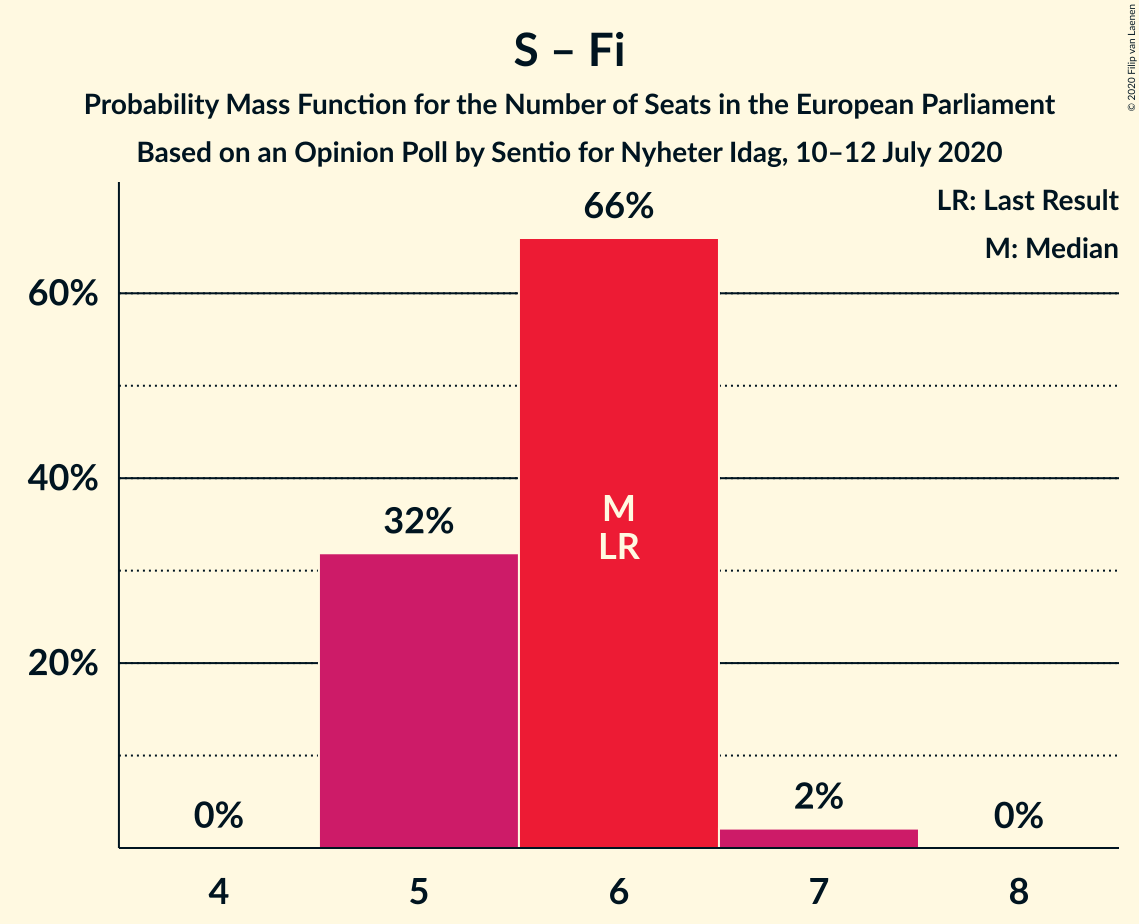 S – Fi
Probability Mass Function for the Number of Seats in the European Parliament
Based on an Opinion Poll by Sentio for Nyheter Idag, 10–12 July 2020
© 2020 Filip van Laenen
LR: Last Result
M: Median
60%
40%
20%
0%
32%
66%
M
LR
2%
0%
4
5
6
7
8